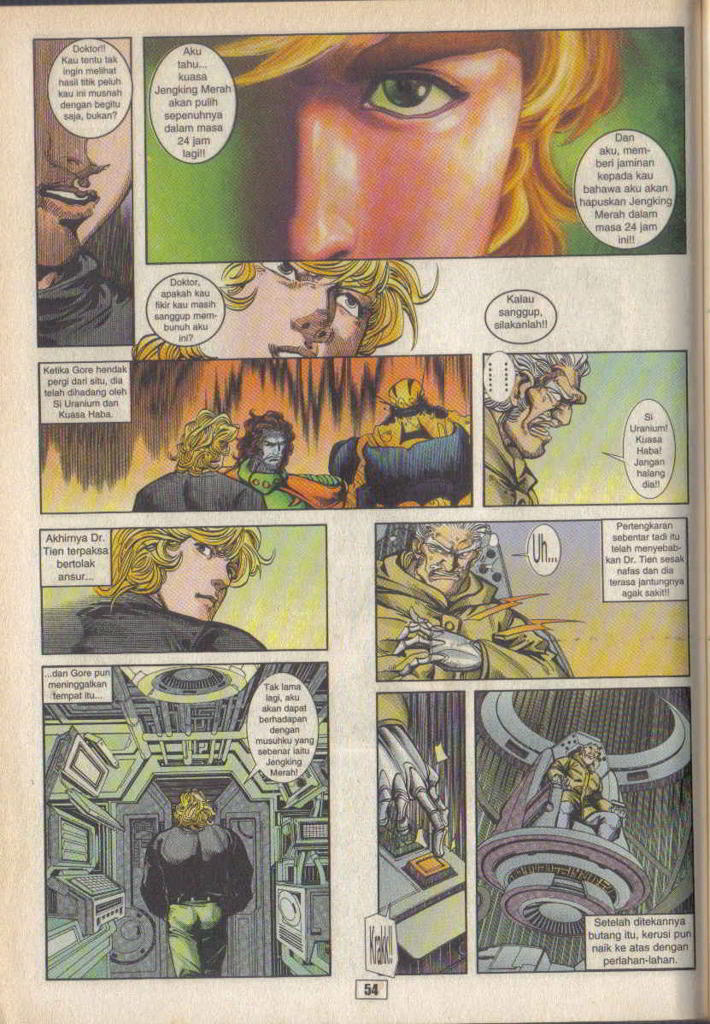 Doktor!!
Kau tentu tak
ingin melihat
hasil titik peluh
kau ini musnah
dengan begitu
saja, bukan?
Aku
tahu...
kuasa
Jengking Merah
akan pulih
sepenuhnya
dalam masa
24 jam
lagi!!
Dan
aku, mem-
beri jaminan
kepada kau
bahawa aku akan
hapuskan Jengking
Merah dalam
masa 24 jam
ini!!
Doktor,
apakah kau
fikir kau masih
sanggup mem-
bunuh aku
ini?
Kalau
sanggup,
silakanlah!!
Ketika Gore hendak
pergi dari situ, dia
telah dihadang oleh
Si Uranium dan
Kuasa Haba.
......
Si
Uranium!
Kuasa
Haba!
Jangan
halang
dia!!
Akhirnya Dr.
Tien terpaksa
bertolak
ansur...
Uh...
Pertengkaran
sebentar tadi itu
telah menyebab-
kan Dr. Tien sesak
nafas dan dia
terasa jantungnya
agak sakit!!
...dan Gore pun
meninggalkan
tempat itu...
Tak lama
lagi, aku
akan dapat
berhadapan
dengan
musuhku yang
sebenar iaitu
Jengking
Merah!
Krakk!!
Setelah ditekannya
butang itu, kerusi pun
naik ke atas dengan
perlahan-lahan.
54